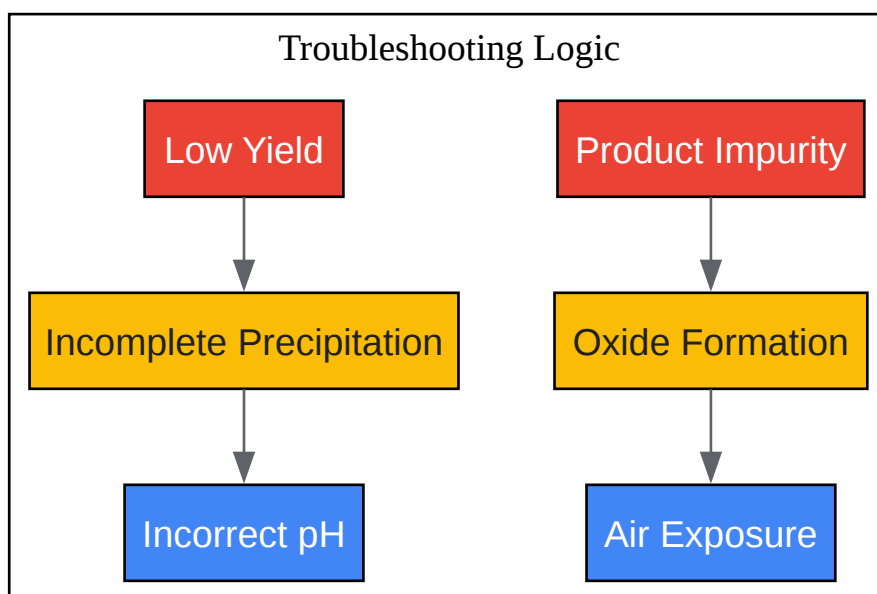 Troubleshooting Logic
Low Yield
Product Impurity
Incomplete Precipitation
Oxide Formation
Incorrect pH
Air Exposure